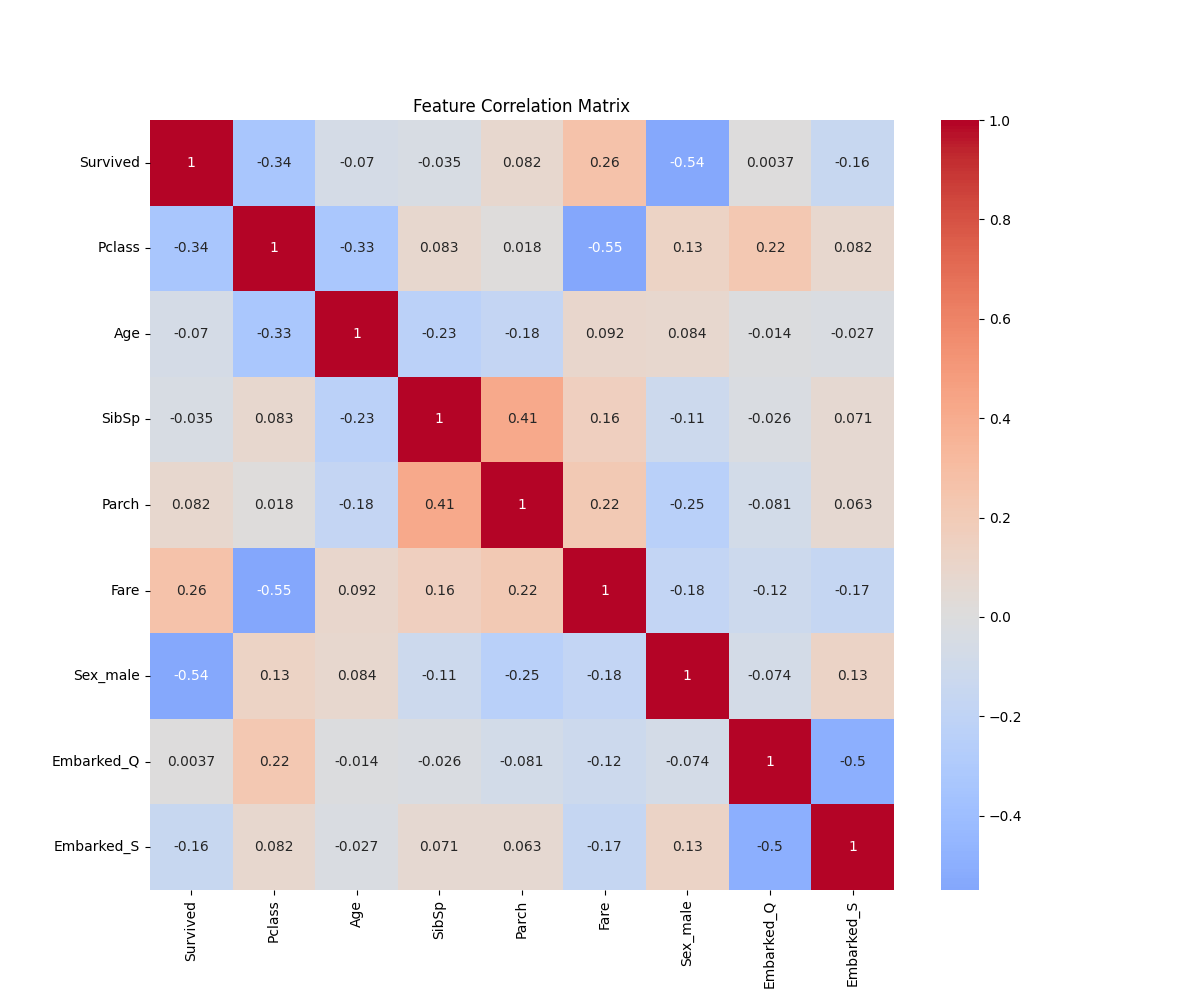 Feature Correlation Matrix
Survived 1 -0.34 -0.07 -0.035 0.082 0.26 -0.54 0.0037 -0.16
Pclass -0.34 1 -0.33 0.083 0.018 -0.55 0.13 0.22 0.082
Age -0.07 -0.33 1 -0.23 -0.18 0.092 0.084 -0.014 -0.027
SibSp -0.035 0.083 -0.23 1 0.41 0.16 -0.11 -0.026 0.071
Parch 0.082 0.018 -0.18 0.41 1 0.22 -0.25 -0.081 0.063
Fare 0.26 -0.55 0.092 0.16 0.22 1 -0.18 -0.12 -0.17
Sex_male -0.54 0.13 0.084 -0.11 -0.25 -0.18 1 -0.074 0.13
Embarked_Q 0.0037 0.22 -0.014 -0.026 -0.081 -0.12 -0.074 1 -0.5
Embarked_S -0.16 0.082 -0.027 0.071 0.063 -0.17 0.13 -0.5 1
Survived Pclass Age SibSp Parch Fare Sex_male Embarked_Q Embarked_S
1.0
0.8
0.6
0.4
0.2
0.0
−0.2
−0.4